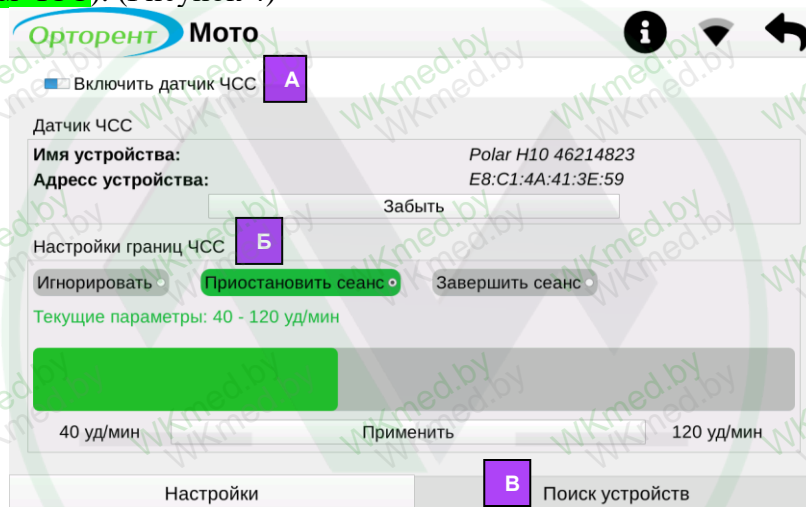 Орторент Мото
Включить датчик ЧСС А
Датчик ЧСС
Имя устройства: Polar H10 46214823
Адресс устройства: E8:C1:4A:41:3E:59
Забыть
Настройки границ ЧСС Б
Игнорировать Приостановить сеанс Завершить сеанс
Текущие параметры: 40 - 120 уд/мин
40 уд/мин Применить 120 уд/мин
Настройки В Поиск устройств
WKmed.by